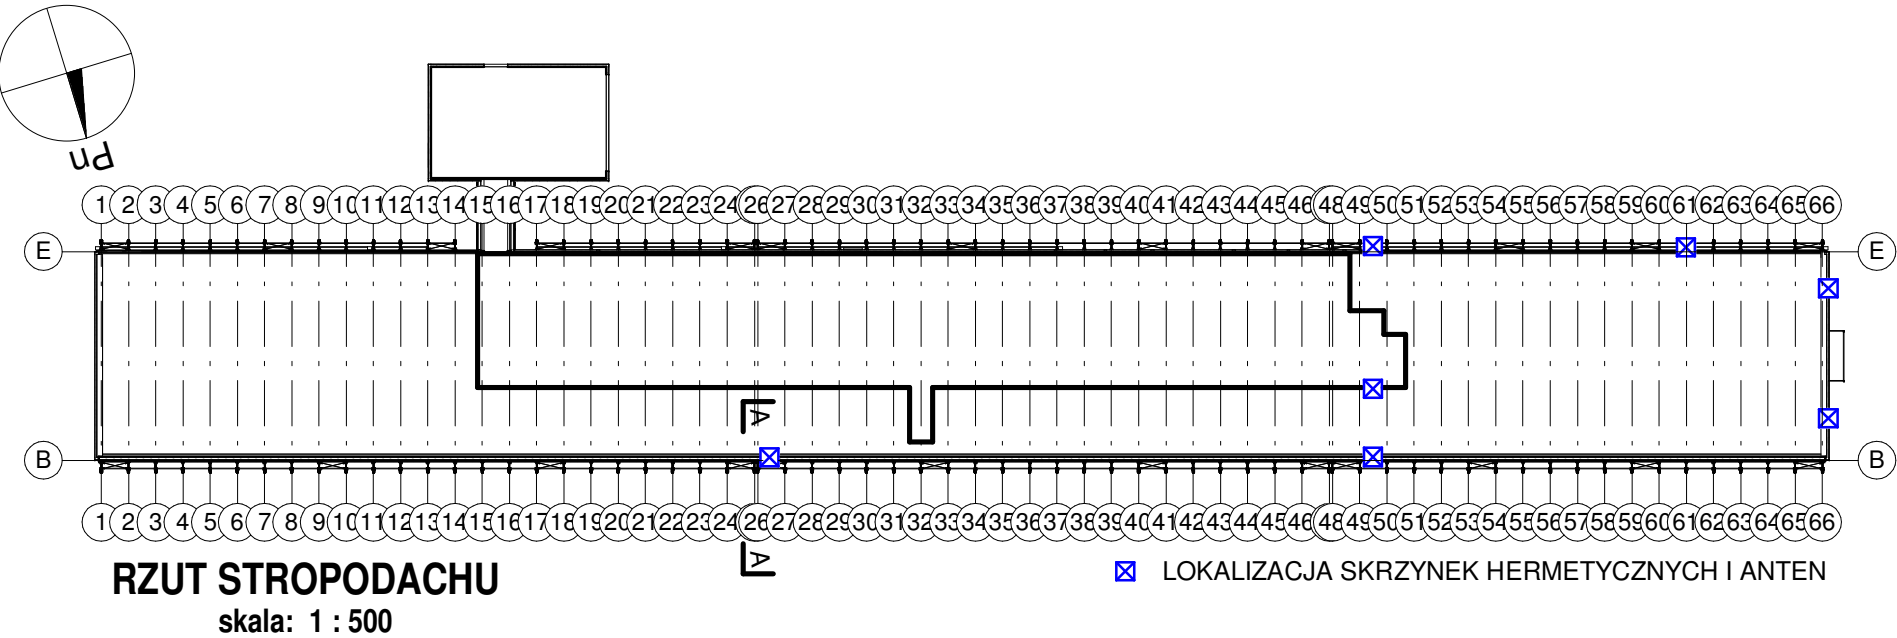 Pn
1 2 3 4 5 6 7 8 9 10 11 12 13 14 15 16 17 18 19 20 21 22 23 24 26 27 28 29 30 31 32 33 34 35 36 37 38 39 40 41 42 43 44 45 46 48 49 50 51 52 53 54 55 56 57 58 59 60 61 62 63 64 65 66
E E
A
B B
1 2 3 4 5 6 7 8 9 10 11 12 13 14 15 16 17 18 19 20 21 22 23 24 26 27 28 29 30 31 32 33 34 35 36 37 38 39 40 41 42 43 44 45 46 48 49 50 51 52 53 54 55 56 57 58 59 60 61 62 63 64 65 66
A
RZUT STROPODACHU
LOKALIZACJA SKRZYNEK HERMETYCZNYCH I ANTEN
skala: 1 : 500